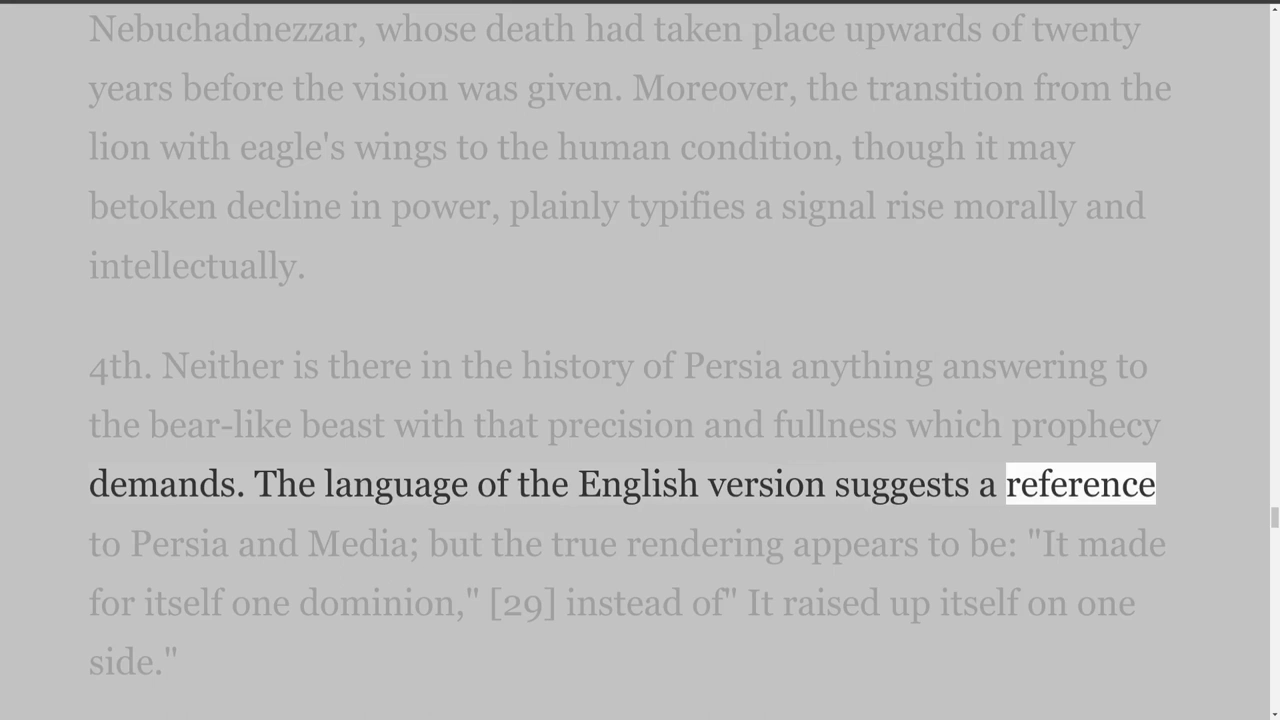 Nebuchadnezzar, whose death had taken place upwards of twenty
years before the vision was given. Moreover, the transition from the
lion with eagle's wings to the human condition, though it may
betoken decline in power, plainly typifies a signal rise morally and
intellectually.
4th. Neither is there in the history of Persia anything answering to
the bear-like beast with that precision and fullness which prophecy
demands. The language of the English version suggests a reference
to Persia and Media; but the true rendering appears to be: "It made
for itself one dominion," [29] instead of" It raised up itself on one
side."